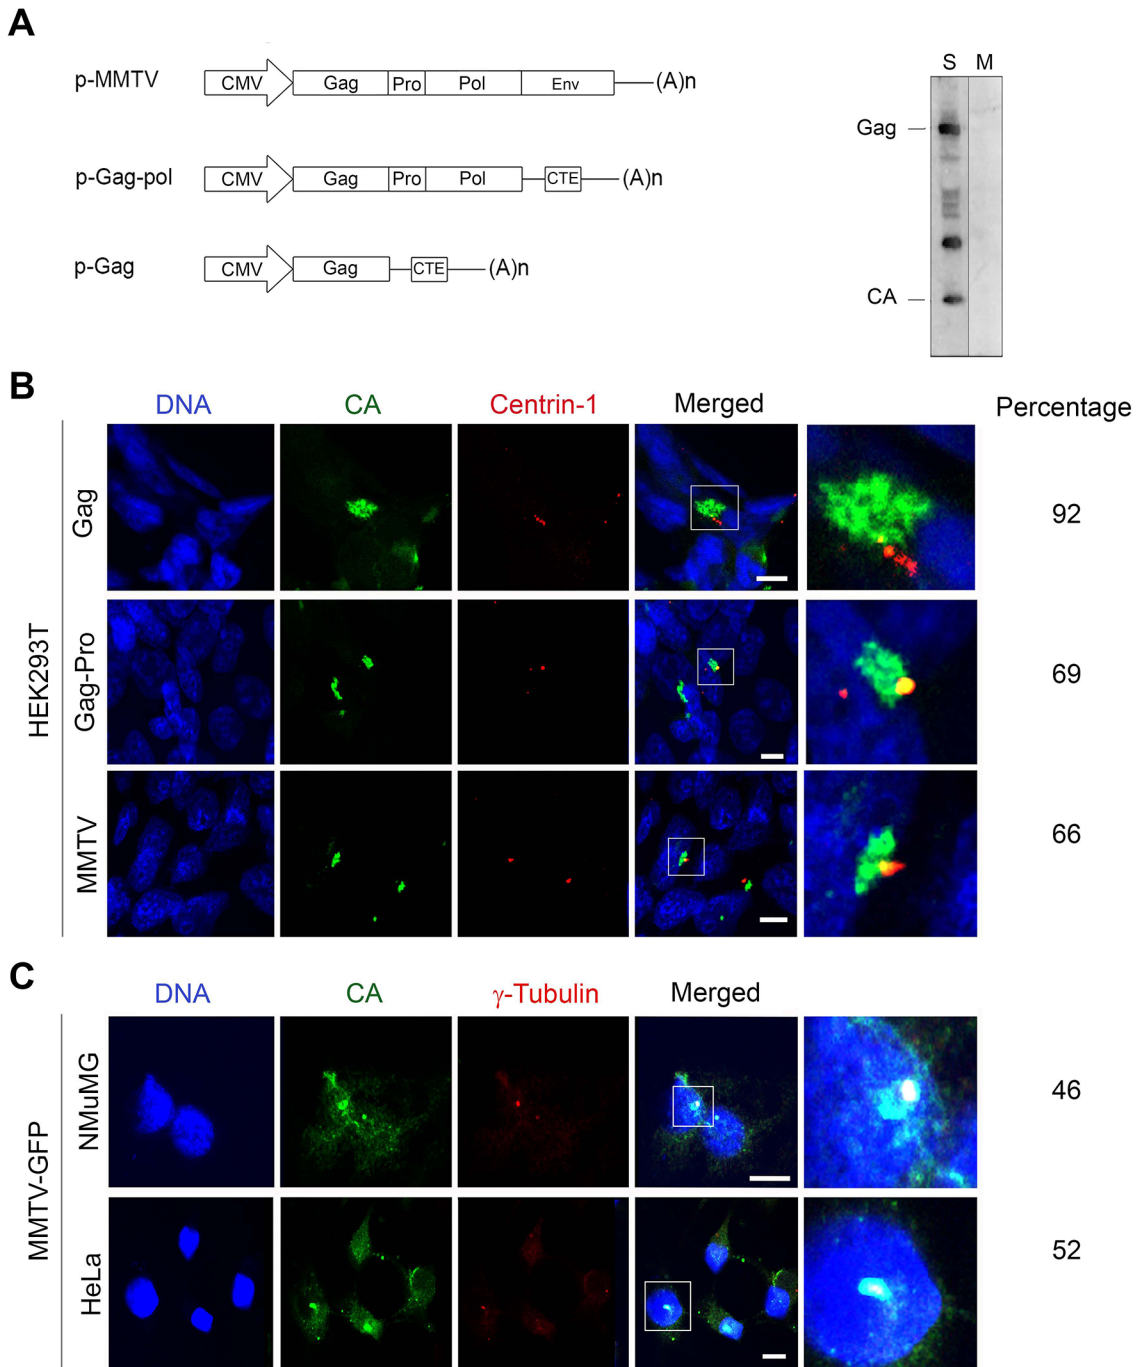 A
p-MMTV CMV Gag Pro Pol Env (A)n
p-Gag-pol CMV Gag Pro Pol CTE (A)n
p-Gag CMV Gag CTE (A)n
S M
Gag
CA
B
DNA CA Centrin-1 Merged Percentage
HEK293T
Gag 92
Gag-Pro 69
MMTV 66
C
DNA CA γ-Tubulin Merged
MMTV-GFP
NMuMG 46
HeLa 52